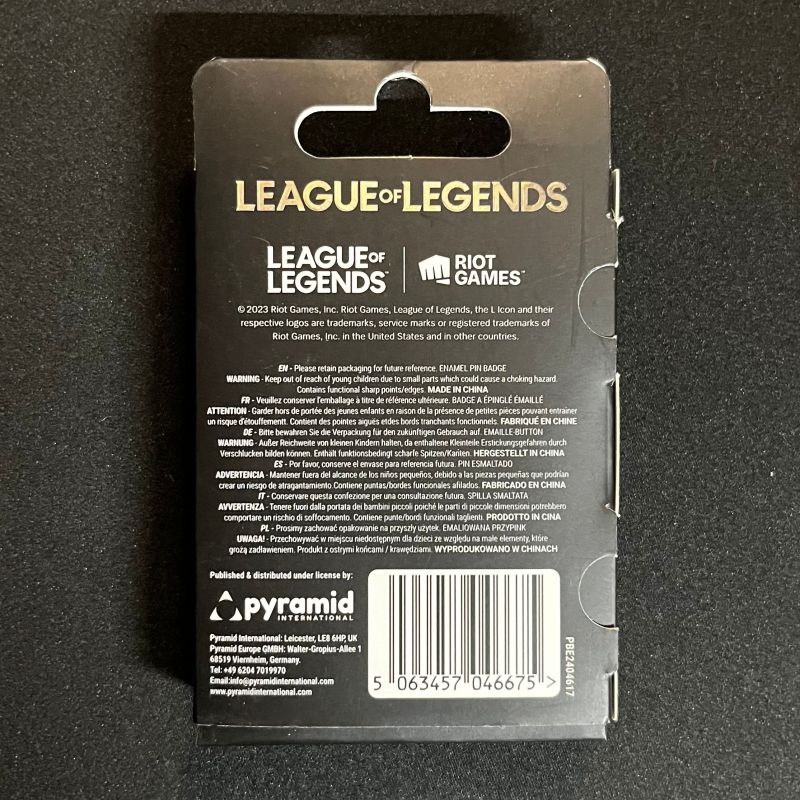 LEAGUE OF LEGENDS
LEAGUE OF LEGENDS™ | RIOT GAMES™
© 2023 Riot Games, Inc. Riot Games, League of Legends, the L Icon and their
respective logos are trademarks, service marks or registered trademarks of
Riot Games, Inc. in the United States and in other countries.
EN - Please retain packaging for future reference. ENAMEL PIN BADGE
WARNING - Keep out of reach of young children due to small parts which could cause a choking hazard.
Contains functional sharp points/edges. MADE IN CHINA
FR - Veuillez conserver l'emballage à titre de référence ultérieure. BADGE A ÉPINGLÉ ÉMAILLÉ
ATTENTION - Garder hors de portée des jeunes enfants en raison de la présence de petites pièces pouvant entraîner
un risque d'étouffementt. Contient des pointes aiguës etdes bords tranchants fonctionnels. FABRIQUÉ EN CHINE
DE - Bitte bewahren Sie die Verpackung für den zukünftigen Gebrauch auf. EMAILLE-BUTTON
WARNUNG - Außer Reichweite von kleinen Kindern halten, da enthaltene Kleinteile Erstickungsgefahren durch
Verschlucken bilden können. Enthält funktionsbedingt scharfe Spitzen/Kanten. HERGESTELLT IN CHINA
ES - Por favor, conserve el envase para referencia futura. PIN ESMALTADO
ADVERTENCIA - Mantener fuera del alcance de los niños pequeños, debido a las piezas pequeñas que podrían
crear un riesgo de atragantamiento.Contiene puntas/bordes funcionales afilados. FABRICADO EN CHINA
IT - Conservare questa confezione per una consultazione futura. SPILLA SMALTATA
AVVERTENZA - Tenere fuori dalla portata dei bambini piccoli poiché le parti di piccole dimensioni potrebbero
comportare un rischio di soffocamento. Contiene punte/bordi funzionali taglienti. PRODOTTO IN CINA
PL - Prosimy zachować opakowanie na przyszły użytek. EMALIOWANA PRZYPINK
UWAGA! - Przechowywać w miejscu niedostępnym dla dzieci ze względu na małe elementy, które
grożą zadławieniem. Produkt z ostrymi końcami / krawędziami. WYPRODUKOWANO W CHINACH
Published & distributed under license by:
pyramid
INTERNATIONAL
Pyramid International: Leicester, LE8 6HP, UK
Pyramid Europe GMBH: Walter-Gropius-Allee 1
68519 Viernheim, Germany.
Tel: +49 6204 7019970
Email:info@pyramidinternational.com
www.pyramidinternational.com
5 063457 046675 >
PBE2404617